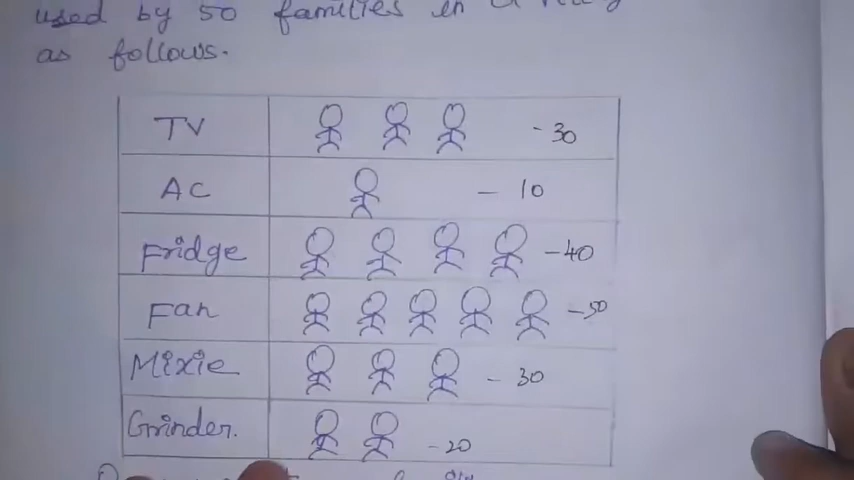 used by 50 families in a
as follows.
TV - 30
AC - 10
Fridge - 40
Fan - 50
Mixie - 30
Grinder. - 20